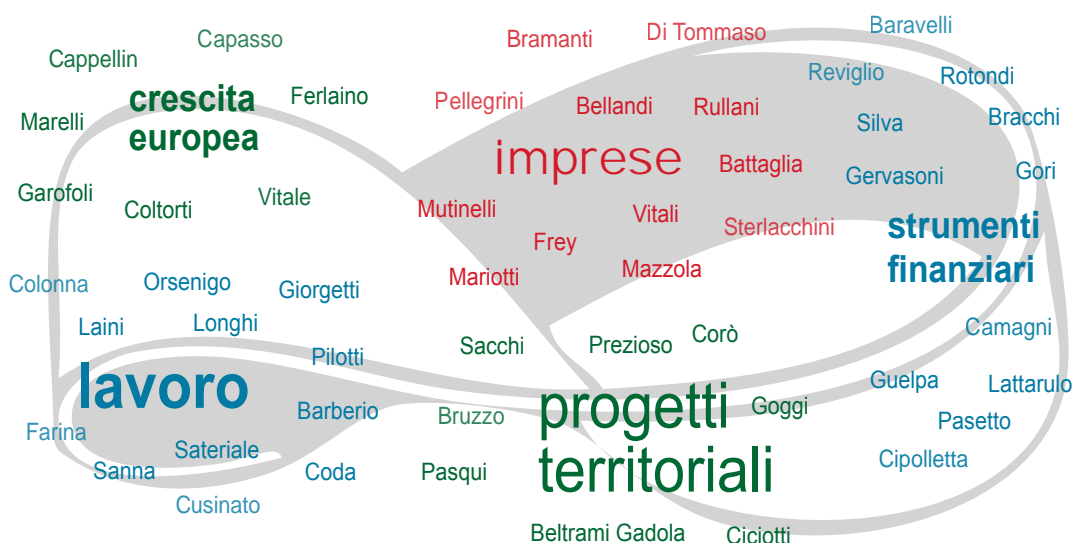 Capasso
Cappellin
crescita
europea
Ferlaino
Marelli
Garofoli
Coltorti
Vitale
Bramanti
Di Tommaso
Pellegrini
Bellandi
Rullani
imprese
Battaglia
Mutinelli
Vitali
Sterlacchini
Frey
Mariotti
Mazzola
Baravelli
Reviglio
Rotondi
Silva
Bracchi
Gervasoni
Gori
strumenti
finanziari
Camagni
Guelpa
Lattarulo
Pasetto
Cipolletta
Colonna
Orsenigo
Giorgetti
Laini
Longhi
Pilotti
lavoro
Barberio
Farina
Sateriale
Sanna
Coda
Cusinato
Sacchi
Prezioso
Corò
Bruzzo
progetti
territoriali
Goggi
Pasqui
Beltrami Gadola
Ciciotti